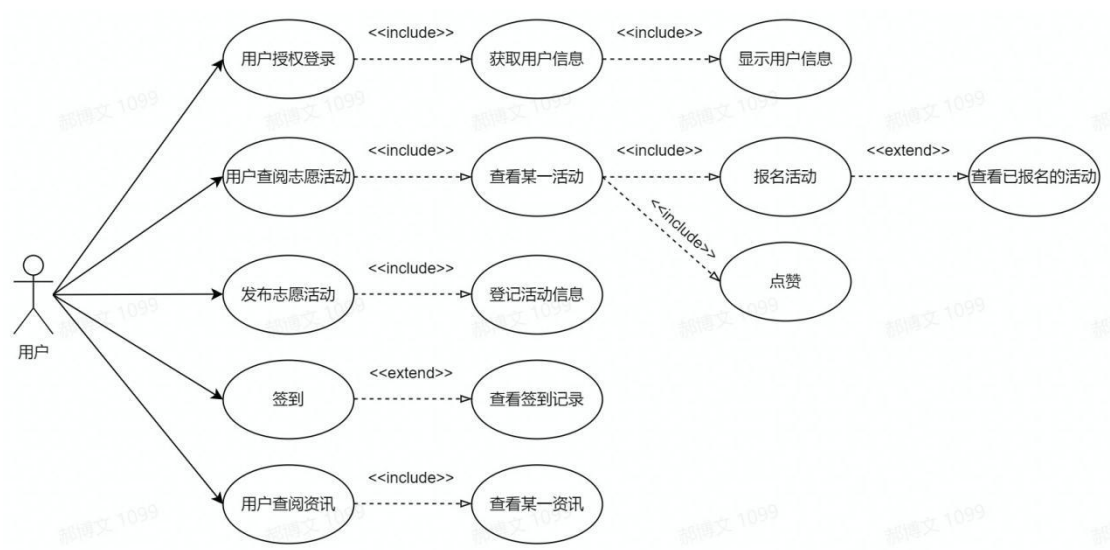 <<include>>
<<include>>
用户授权登录
获取用户信息
显示用户信息
郝博文 1099
<<include>>
<<include>>
<<extend>>
用户查阅志愿活动
查看某一活动
报名活动
查看已报名的活动
<<include>>
<<include>>
点赞
发布志愿活动
登记活动信息
用户
<<extend>>
签到
查看签到记录
<<include>>
用户查阅资讯
查看某一资讯